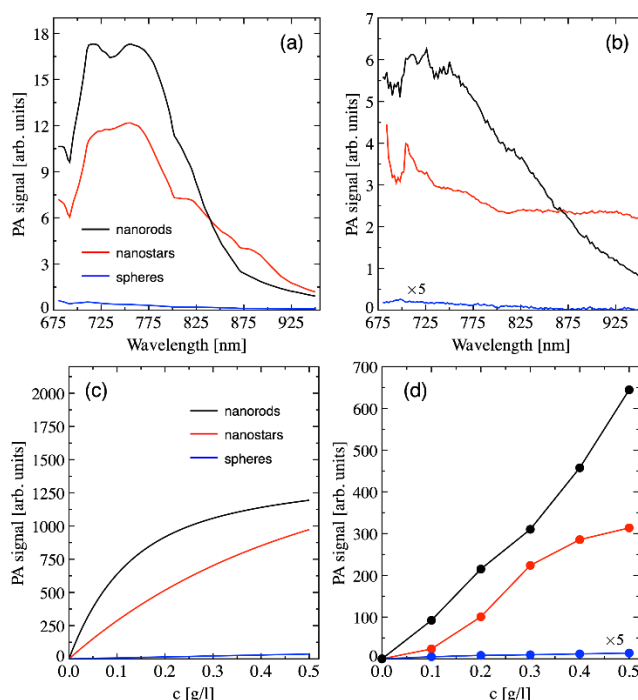 (a)
PA signal [arb. units]
18
15
12
9
6
3
0
nanorods
nanostars
spheres
675 725 775 825 875 925
Wavelength [nm]
(b)
PA signal [arb. units]
7
6
5
4
3
2
1
0
×5
675 725 775 825 875 925
Wavelength [nm]
(c)
PA signal [arb. units]
2000
1750
1500
1250
1000
750
500
250
0
nanorods
nanostars
spheres
0.0 0.1 0.2 0.3 0.4 0.5
c [g/l]
(d)
PA signal [arb. units]
700
600
500
400
300
200
100
0
×5
0.0 0.1 0.2 0.3 0.4 0.5
c [g/l]